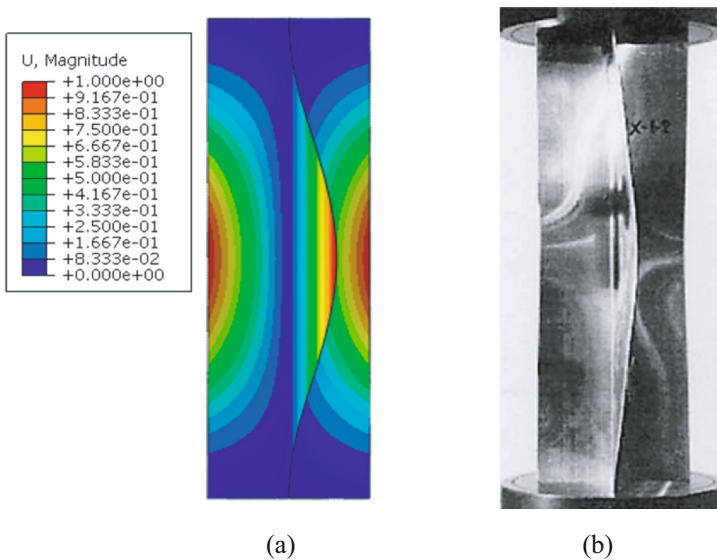 U, Magnitude
+1.000e+00
+9.167e-01
+8.333e-01
+7.500e-01
+6.667e-01
+5.833e-01
+5.000e-01
+4.167e-01
+3.333e-01
+2.500e-01
+1.667e-01
+8.333e-02
+0.000e+00
X-1-2
(a)
(b)